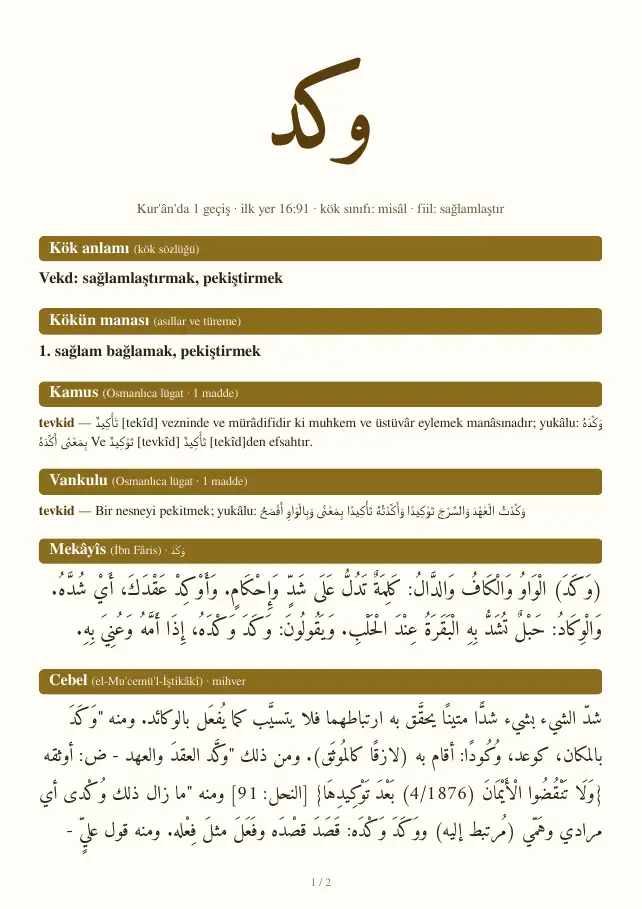 وكد
Kur'ân'da 1 geçiş · ilk yer 16:91 · kök sınıfı: misâl · fiil: sağlamlaştır
Kök anlamı (kök sözlüğü)
Vekd: sağlamlaştırmak, pekiştirmek
Kökün manası (asıllar ve türeme)
1. sağlam bağlamak, pekiştirmek
Kamus (Osmanlıca lügat · 1 madde)
tevkid — تَأْكِيدٌ [tekîd] vezninde ve mürâdifidir ki muhkem ve üstüvâr eylemek manâsınadır; yukâlu: وَكَّدَهُ
بِمَعْنَى أَكَّدَهُ Ve تَوْكِيدٌ [tevkîd] تَأْكِيدٌ [tekîd]den efsahtır.
Vankulu (Osmanlıca lügat · 1 madde)
tevkid — Bir nesneyi pekitmek; yukâlu: وَكَّدْتُ الْعَهْدَ وَالسَّرْجَ تَوْكِيدًا وَأَكَّدْتُهُ تَأْكِيدًا بِمَعْنًى وَبِالْوَاوِ أَفْصَحُ
Mekâyîs (İbn Fâris) · وَكَدَ
(وَكَدَ) الْوَاوُ وَالْكَافُ وَالدَّالُ: كَلِمَةٌ تَدُلُّ عَلَى شَدٍّ وَإِحْكَامٍ. وَأَوْكِدْ عَقْدَكَ، أَيْ شُدَّهُ.
وَالْوِكَادُ: حَبْلٌ تُشَدُّ بِهِ الْبَقَرَةُ عِنْدَ الْحَلْبِ. وَيَقُولُونَ: وَكَدَ وَكْدَهُ، إِذَا أَمَّهُ وَعُنِيَ بِهِ.
Cebel (el-Mu'cemü'l-İştikâkî) · mihver
شدّ الشيء بشيء شدًّا متينًا يحقَّق به ارتباطهما فلا يتسيَّب كما يُفعَل بالوكائد. ومنه "وَكَدَ
بالمكان، كوعد، وُكُودًا: أقام به (لازقًا كالموثَق). ومن ذلك "وكَّد العقدَ والعهد - ض: أوثقه
{وَلَا تَنْقُضُوا الْأَيْمَانَ (4/1876) بَعْدَ تَوْكِيدِهَا} [النحل: 91] ومنه "ما زال ذلك وُكْدى أي
مرادي وهَمّي (مُرتبط إليه) ووَكَدَ وَكْدَه: قَصَدَ قصْدَه وفَعَلَ مثلَ فِعْله. ومنه قول عليّ -
1 / 2